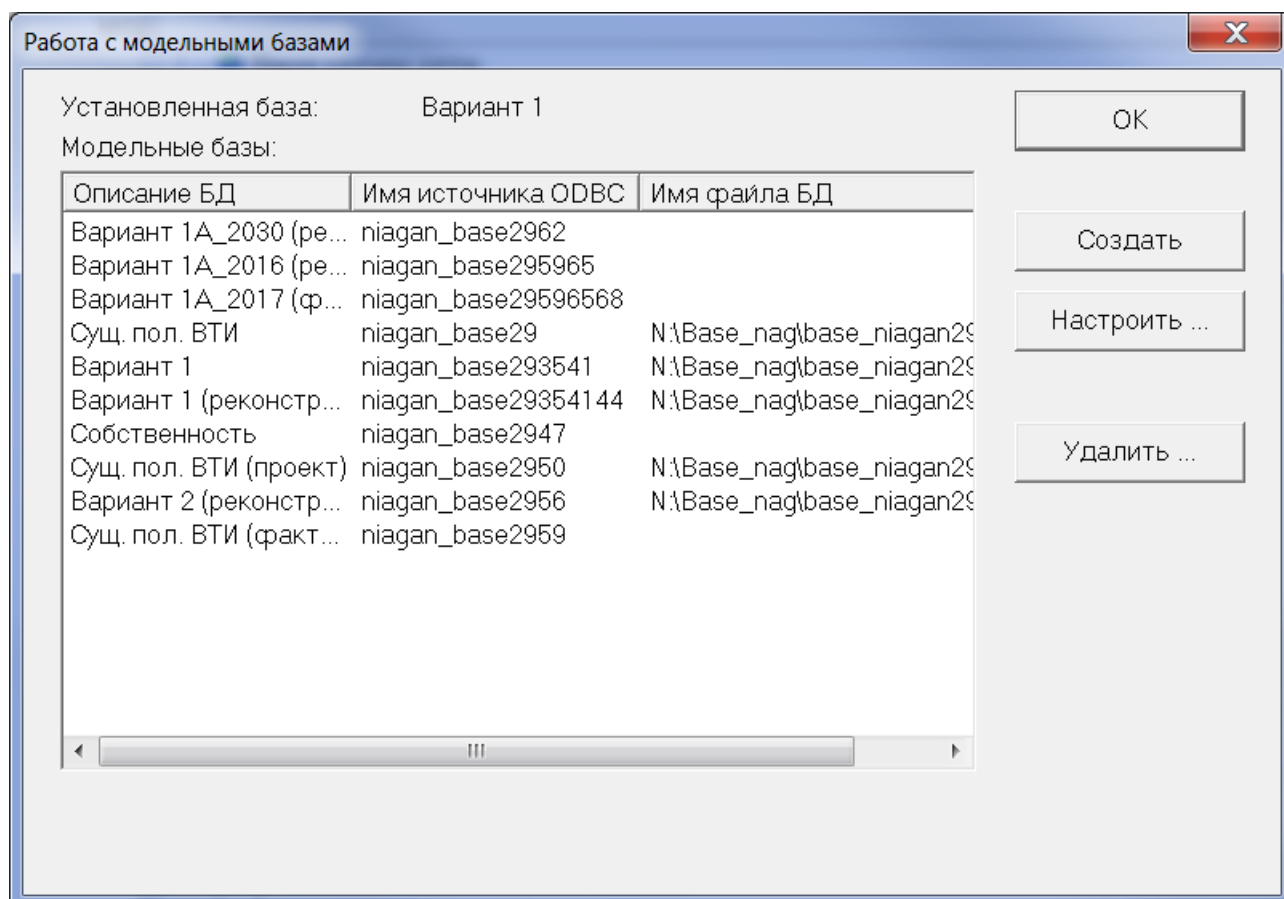 Работа с модельными базами
Установленная база: Вариант 1
Модельные базы:
Описание БД Имя источника ODBC Имя файла БД
Вариант 1А_2030 (ре... niagan_base2962
Вариант 1А_2016 (ре... niagan_base295965
Вариант 1А_2017 (ф... niagan_base29596568
Сущ. пол. ВТИ niagan_base29 N:\Base_nag\base_niagan29
Вариант 1 niagan_base293541 N:\Base_nag\base_niagan29
Вариант 1 (реконстр... niagan_base29354144 N:\Base_nag\base_niagan29
Собственность niagan_base2947
Сущ. пол. ВТИ (проект) niagan_base2950 N:\Base_nag\base_niagan29
Вариант 2 (реконстр... niagan_base2956 N:\Base_nag\base_niagan29
Сущ. пол. ВТИ (факт... niagan_base2959
OK
Создать
Настроить ...
Удалить ...